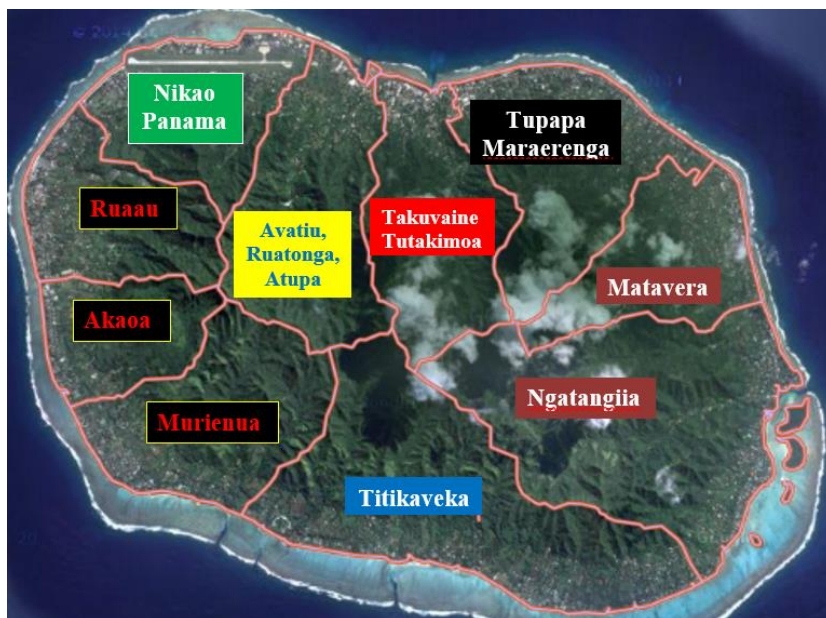 Nikao
Panama
Tupapa
Maraerenga
Ruaau
Avatiu,
Ruatonga,
Atupa
Takuvaine
Tutakimoa
Matavera
Akaoa
Ngatangiia
Murienua
Titikaveka